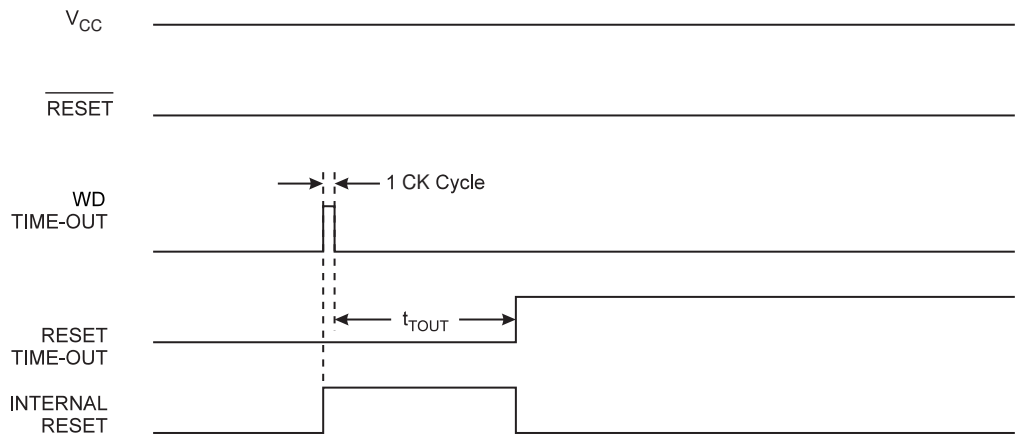 VCC
RESET
1 CK Cycle
WD
TIME-OUT
tTOUT
RESET
TIME-OUT
INTERNAL
RESET